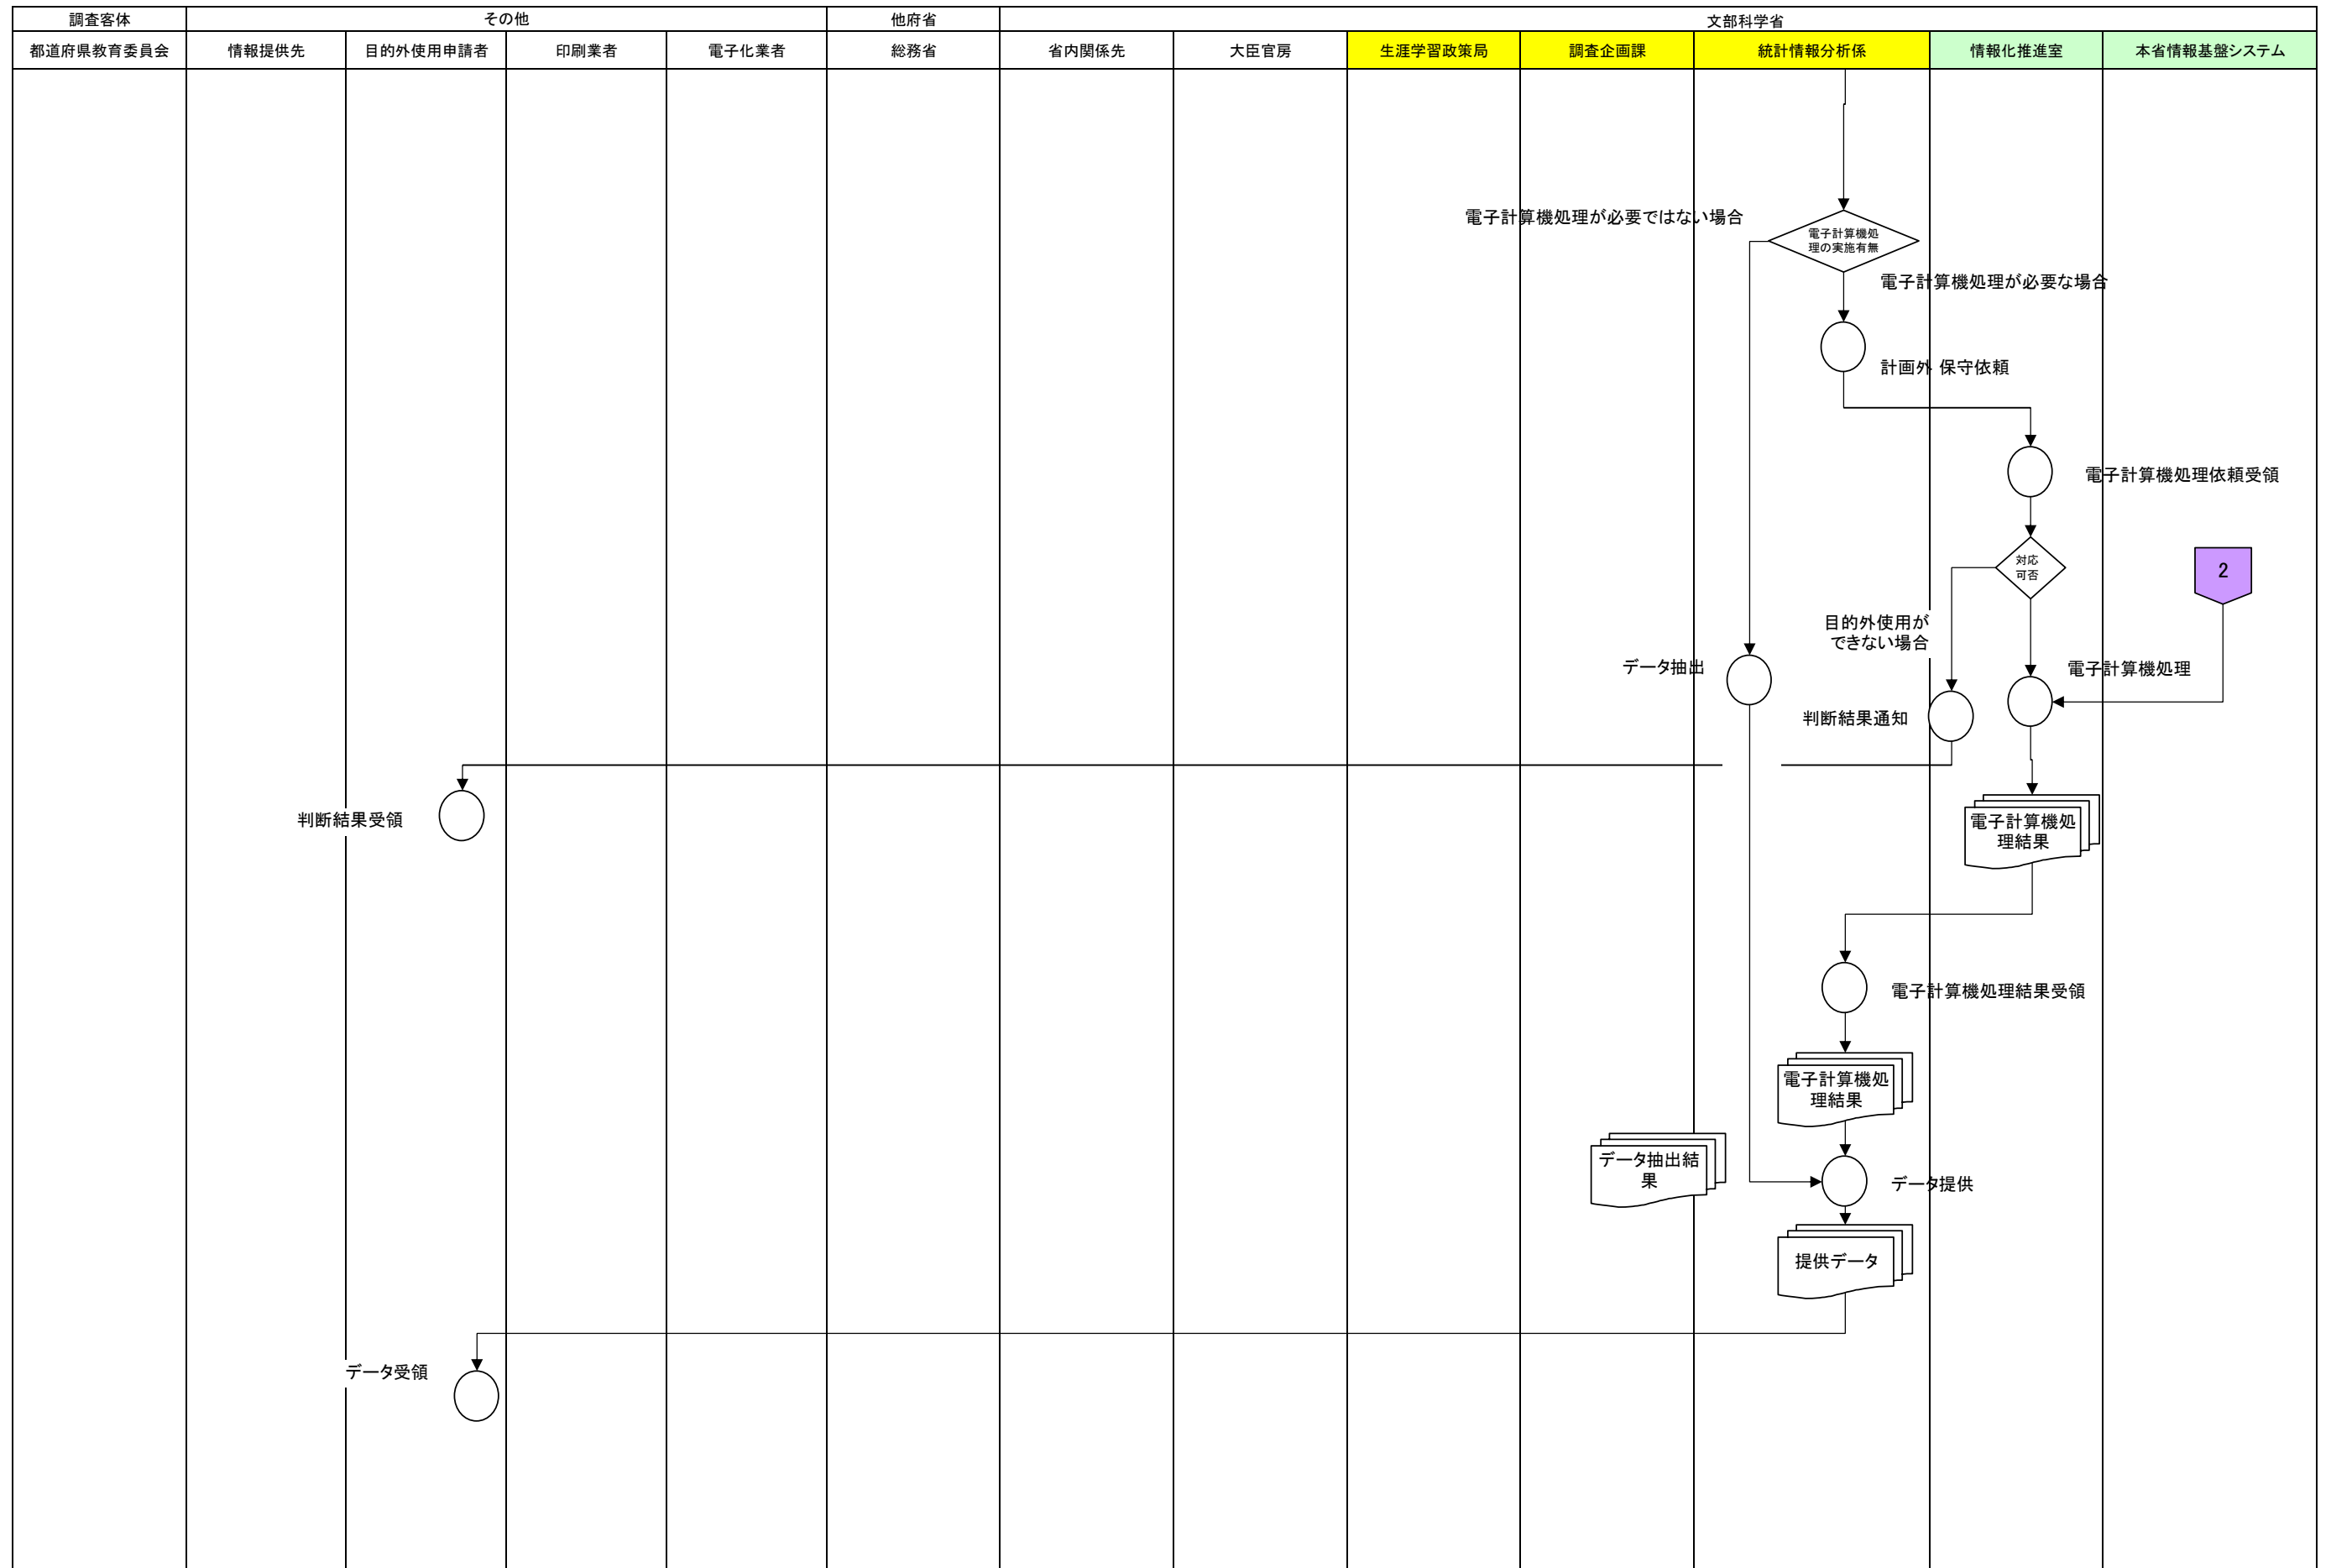 調査客体
その他
他府省
文部科学省
都道府県教育委員会
情報提供先
目的外使用申請者
印刷業者
電子化業者
総務省
省内関係先
大臣官房
生涯学習政策局
調査企画課
統計情報分析係
情報化推進室
本省情報基盤システム
電子計算機処理が必要ではない場合
電子計算機処
理の実施有無
電子計算機処理が必要な場合
計画外 保守依頼
電子計算機処理依頼受領
対応
可否
2
目的外使用が
できない場合
データ抽出
電子計算機処理
判断結果通知
判断結果受領
電子計算機処
理結果
電子計算機処理結果受領
電子計算機処
理結果
データ抽出結
果
データ提供
提供データ
データ受領